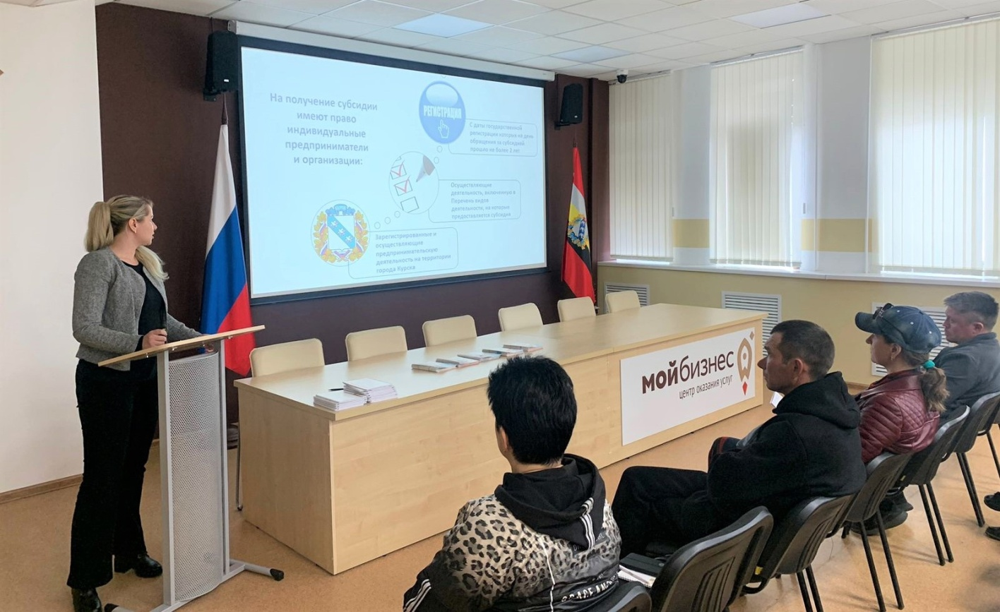 На получение субсидии
имеют право
индивидуальные
предприниматели
и организации:
РЕГИСТРАЦИЯ
С даты государственной
регистрации которых на день
обращения за субсидией
прошло не более 2 лет
Осуществляющие
деятельность, включенную в
Перечень видов
деятельности, на которые
предоставляется субсидия
Зарегистрированные и
осуществляющие
предпринимательскую
деятельность на территории
города Курска
мойбизнес
центр оказания услуг